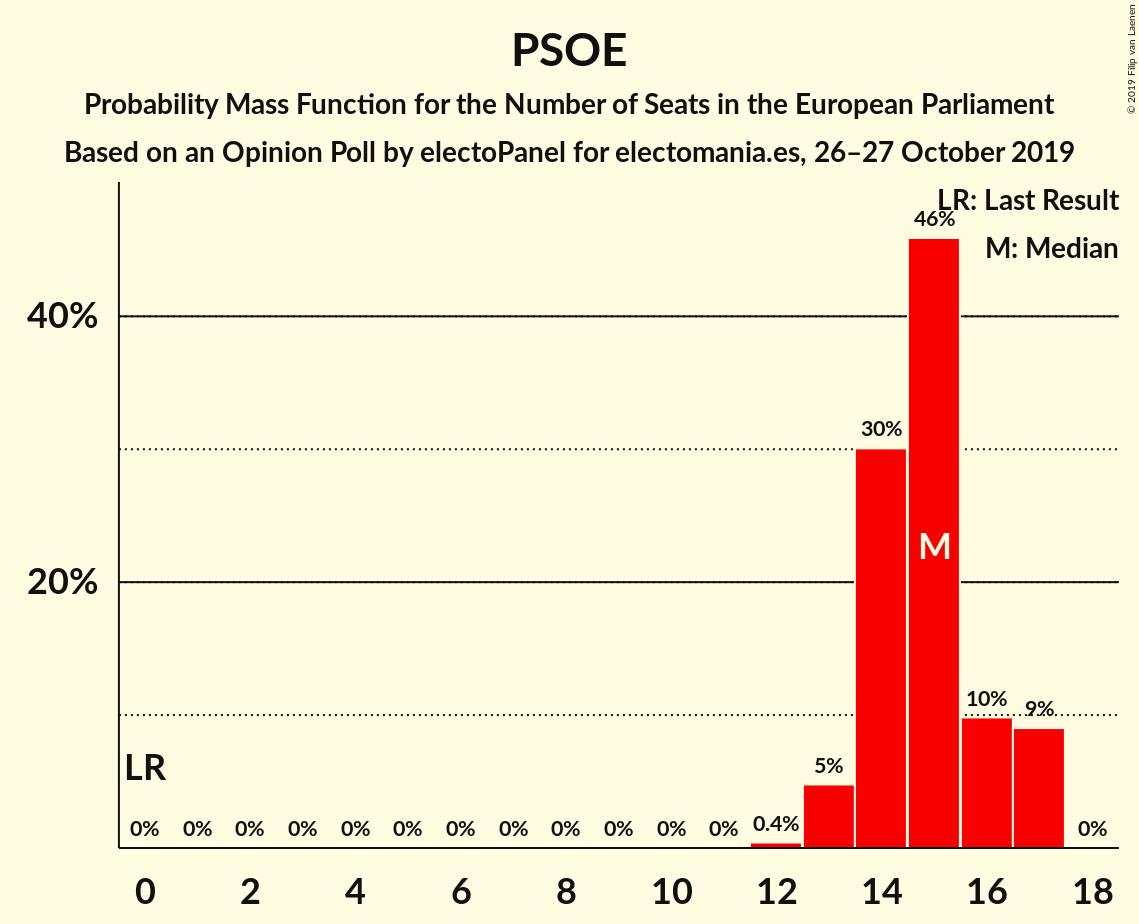 PSOE
Probability Mass Function for the Number of Seats in the European Parliament
Based on an Opinion Poll by electoPanel for electomania.es, 26–27 October 2019
© 2019 Filip van Laenen
LR: Last Result
M: Median
46%
40%
30%
M
20%
10%
9%
LR
5%
0% 0% 0% 0% 0% 0% 0% 0% 0% 0% 0% 0% 0.4% 0%
0 2 4 6 8 10 12 14 16 18